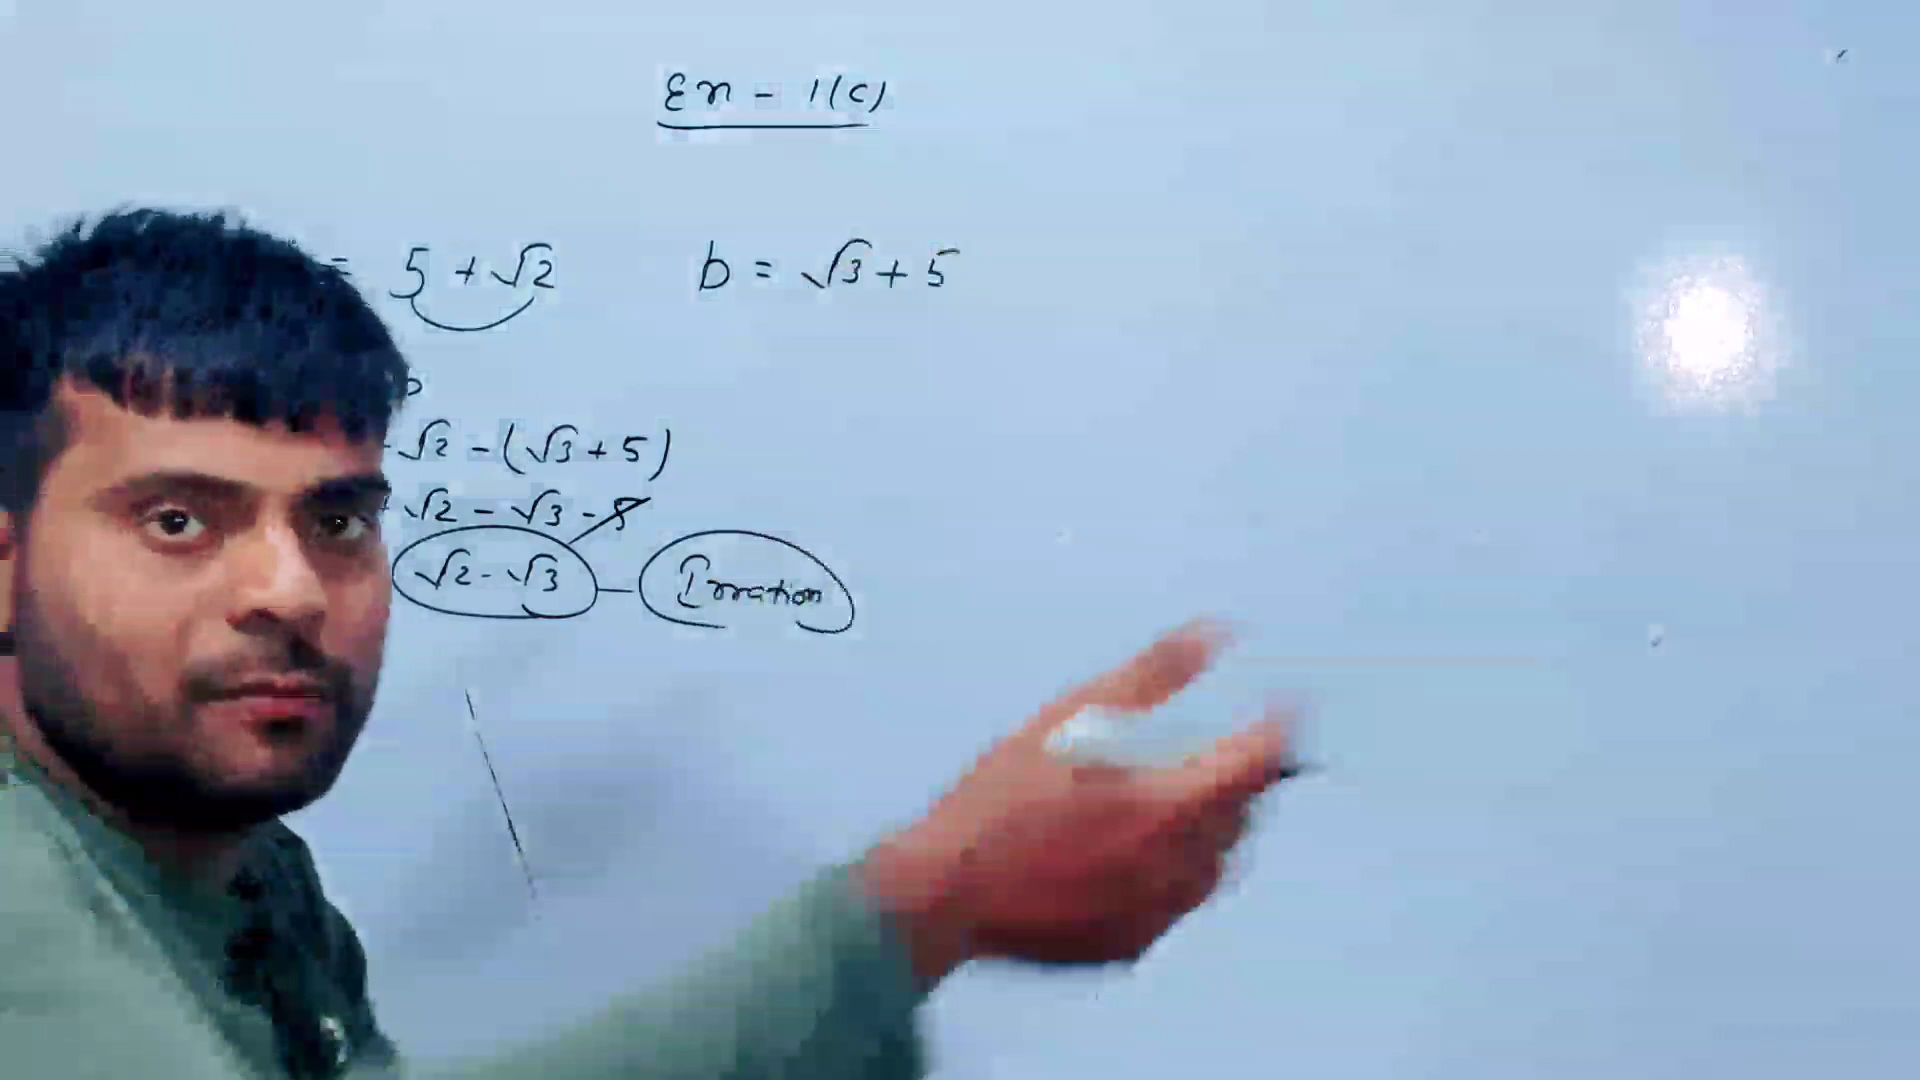 Ex - 1(c)
= 5 + √2 b = √3 + 5
b
√2 - (√3 + 5)
+ √2 - √3 - 5
√2 - √3 - Irration